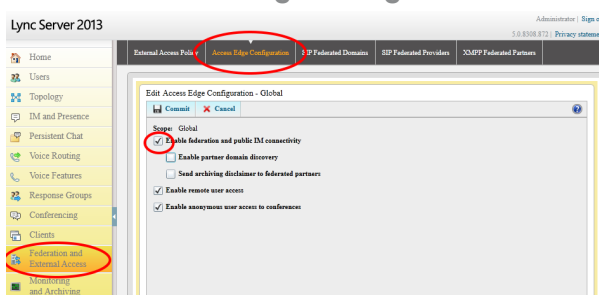 Lync Server 2013
Administrator | Sign o
5.0.8308.872 | Privacy stateme
Home
Users
Topology
IM and Presence
Persistent Chat
Voice Routing
Voice Features
Response Groups
Conferencing
Clients
Federation and
External Access
Monitoring
and Archiving
External Access Policy
Access Edge Configuration
SIP Federated Domains
SIP Federated Providers
XMPP Federated Partners
Edit Access Edge Configuration - Global
Commit
Cancel
Scope: Global
Enable federation and public IM connectivity
Enable partner domain discovery
Send archiving disclaimer to federated partners
Enable remote user access
Enable anonymous user access to conferences